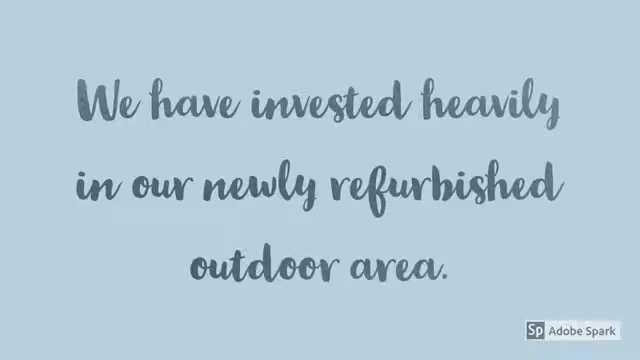 We have invested heavily
in our newly refurbished
outdoor area.
Sp Adobe Spark